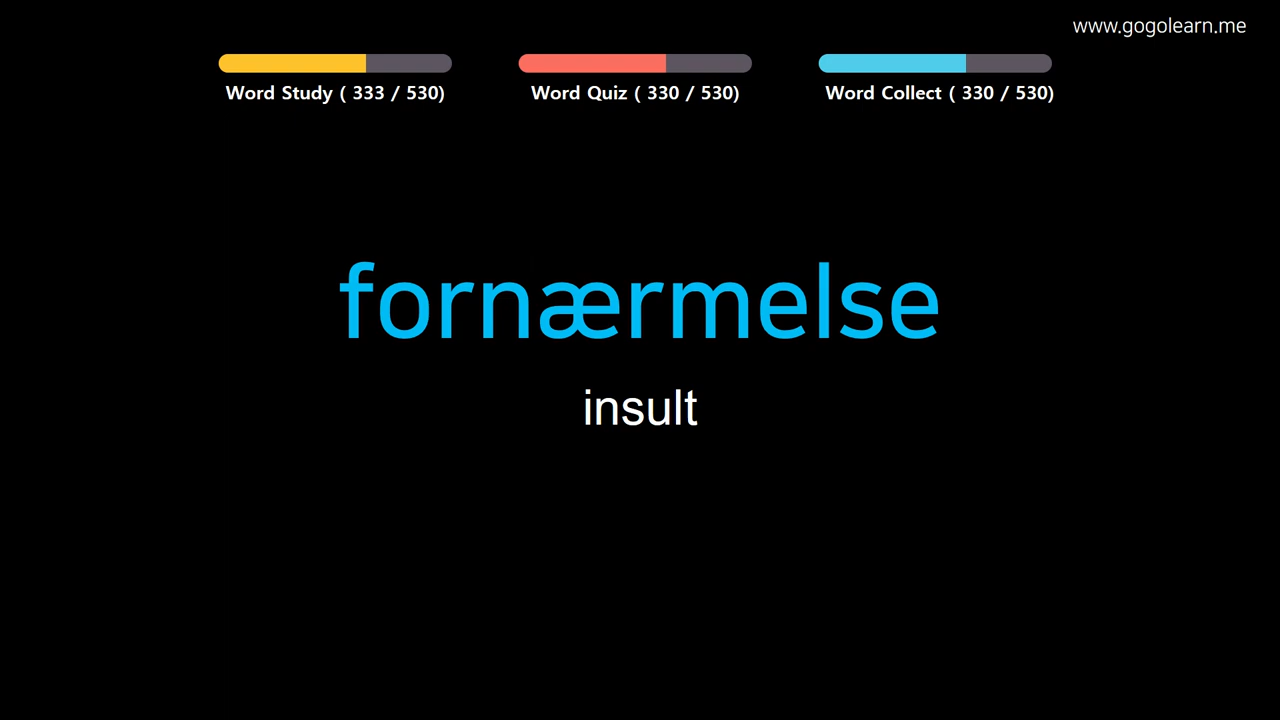 www.gogolearn.me
Word Study ( 333 / 530)
Word Quiz ( 330 / 530)
Word Collect ( 330 / 530)
fornærmelse
insult